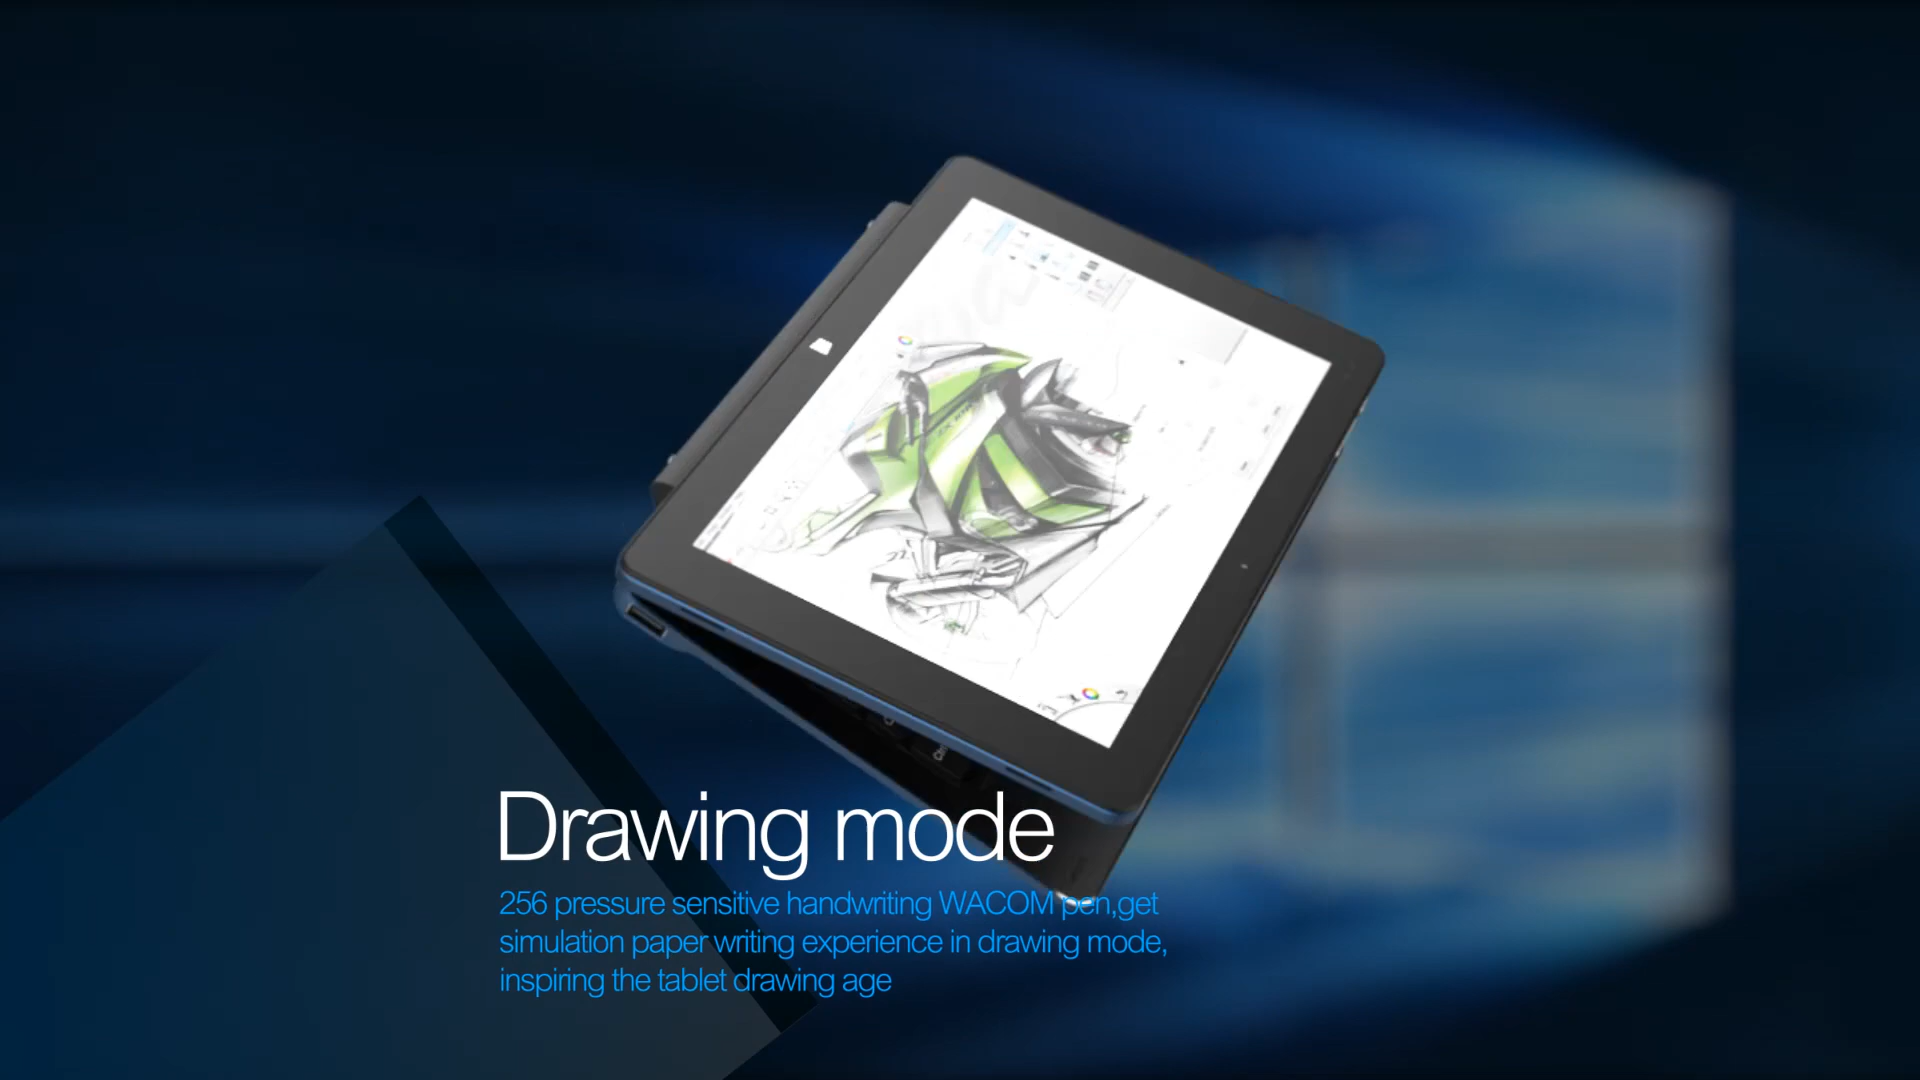 Drawing mode
256 pressure sensitive handwriting WACOM pen,get
simulation paper writing experience in drawing mode,
inspiring the tablet drawing age